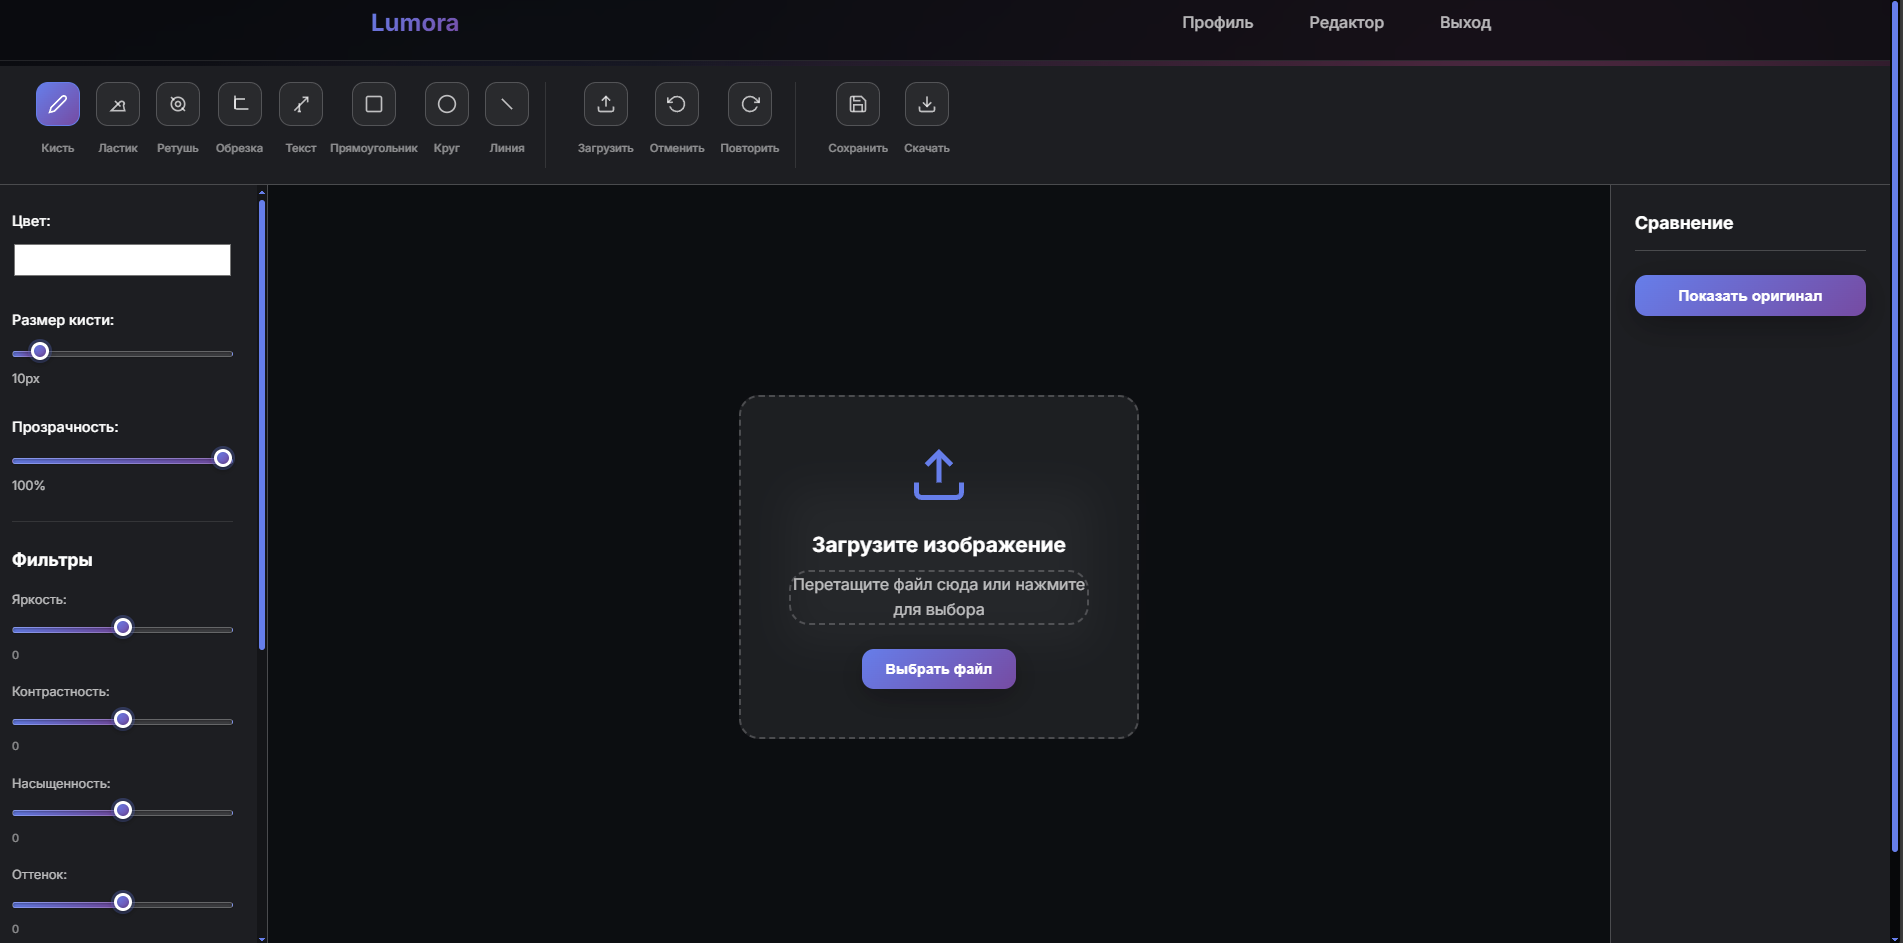 Lumora
Профиль
Редактор
Выход
Кисть
Ластик
Ретушь
Обрезка
Текст
Прямоугольник
Круг
Линия
Загрузить
Отменить
Повторить
Сохранить
Скачать
Цвет:
Размер кисти:
10px
Прозрачность:
100%
Фильтры
Яркость:
0
Контрастность:
0
Насыщенность:
0
Оттенок:
0
Загрузите изображение
Перетащите файл сюда или нажмите
для выбора
Выбрать файл
Сравнение
Показать оригинал